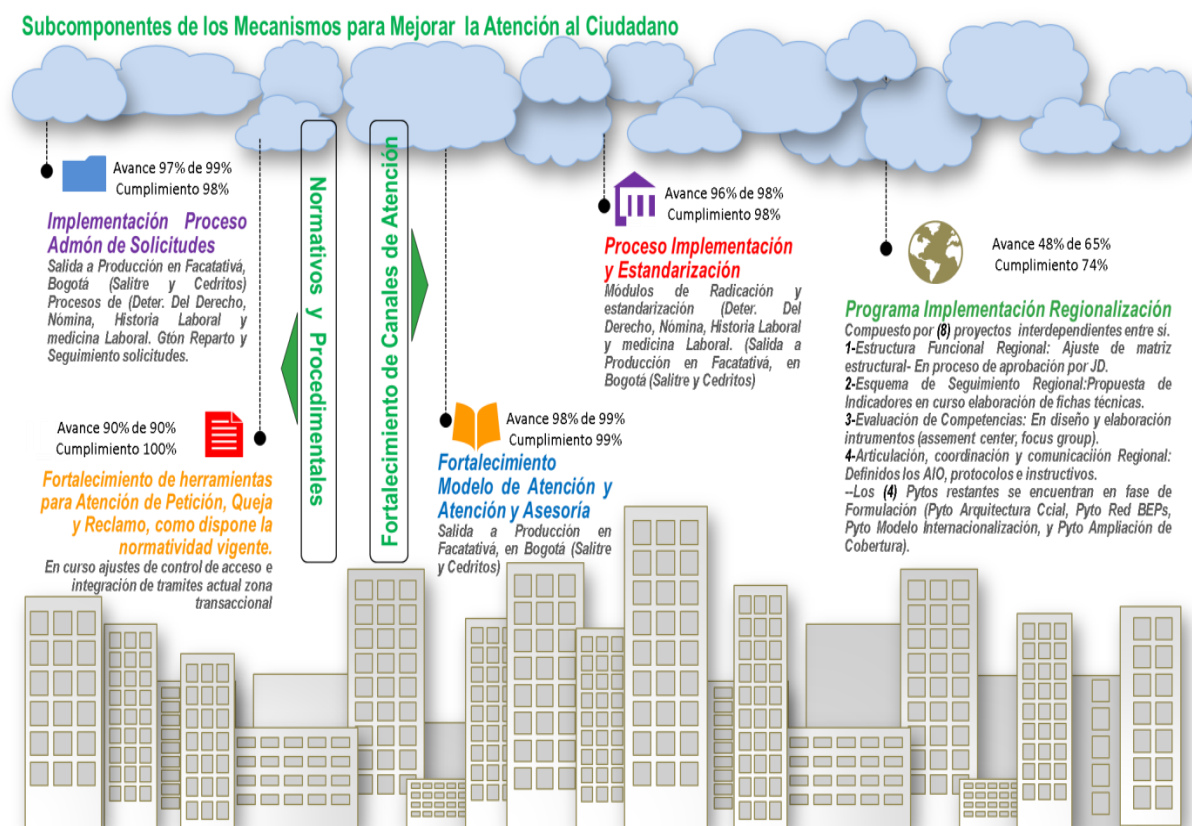 Subcomponentes de los Mecanismos para Mejorar la Atención al Ciudadano
Avance 97% de 99%
Cumplimiento 98%
Implementación Proceso
Admón de Solicitudes
Salida a Producción en Facatativá,
Bogotá (Salitre y Cedritos)
Procesos de (Deter. Del Derecho,
Nómina, Historia Laboral y
medicina Laboral. Gtón Reparto y
Seguimiento solicitudes.
Avance 90% de 90%
Cumplimiento 100%
Fortalecimiento de herramientas
para Atención de Petición, Queja
y Reclamo, como dispone la
normatividad vigente.
En curso ajustes de control de acceso e
integración de tramites actual zona
transaccional
Normativos y Procedimentales
Fortalecimiento de Canales de Atención
Avance 98% de 99%
Cumplimiento 99%
Fortalecimiento
Modelo de Atención y
Atención y Asesoría
Salida a Producción en
Facatativá, en Bogotá (Salitre
y Cedritos)
Avance 96% de 98%
Cumplimiento 98%
Proceso Implementación
y Estandarización
Módulos de Radicación y
estandarización (Deter. Del
Derecho, Nómina, Historia Laboral
y medicina Laboral. (Salida a
Producción en Facatativá, en
Bogotá (Salitre y Cedritos)
Avance 48% de 65%
Cumplimiento 74%
Programa Implementación Regionalización
Compuesto por (8) proyectos interdependientes entre si.
1-Estructura Funcional Regional: Ajuste de matriz
estructural- En proceso de aprobación por JD.
2-Esquema de Seguimiento Regional:Propuesta de
Indicadores en curso elaboración de fichas técnicas.
3-Evaluación de Competencias: En diseño y elaboración
intrumentos (assement center, focus group).
4-Articulación, coordinación y comunicación Regional:
Definidos los AIO, protocolos e instructivos.
--Los (4) Pytos restantes se encuentran en fase de
Formulación (Pyto Arquitectura Ccial, Pyto Red BEPs,
Pyto Modelo Internacionalización, y Pyto Ampliación de
Cobertura).